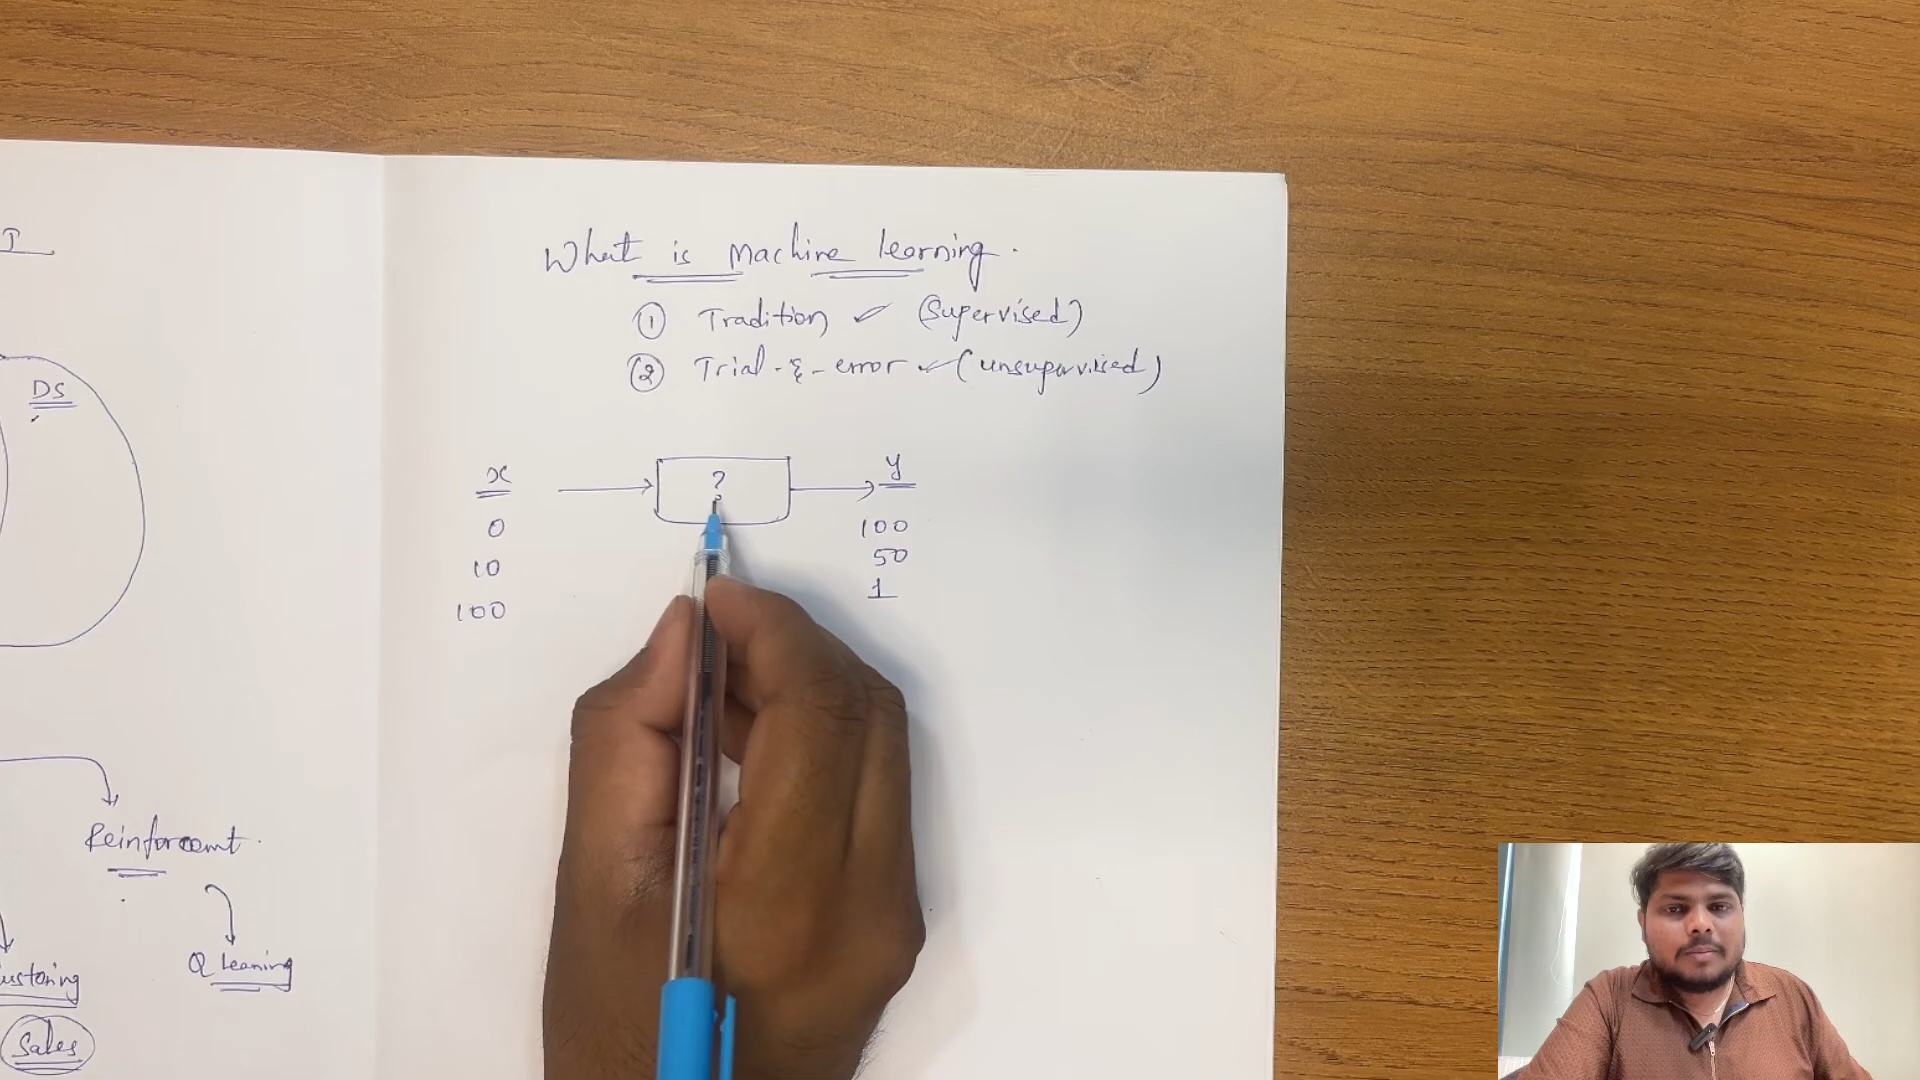 What is Machine learning.
① Tradition ✓ (Supervised)
② Trial-&-error ✓ (unsupervised)
I
DS
x ? y
0 100
10 50
100 1
Reinforcemt.
Q Leaning
ustoring
Sales